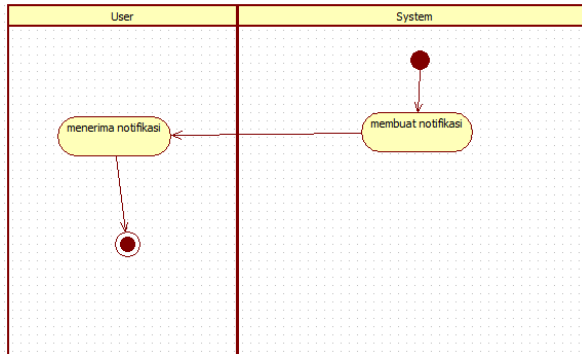 User
System
membuat notifikasi
menerima notifikasi